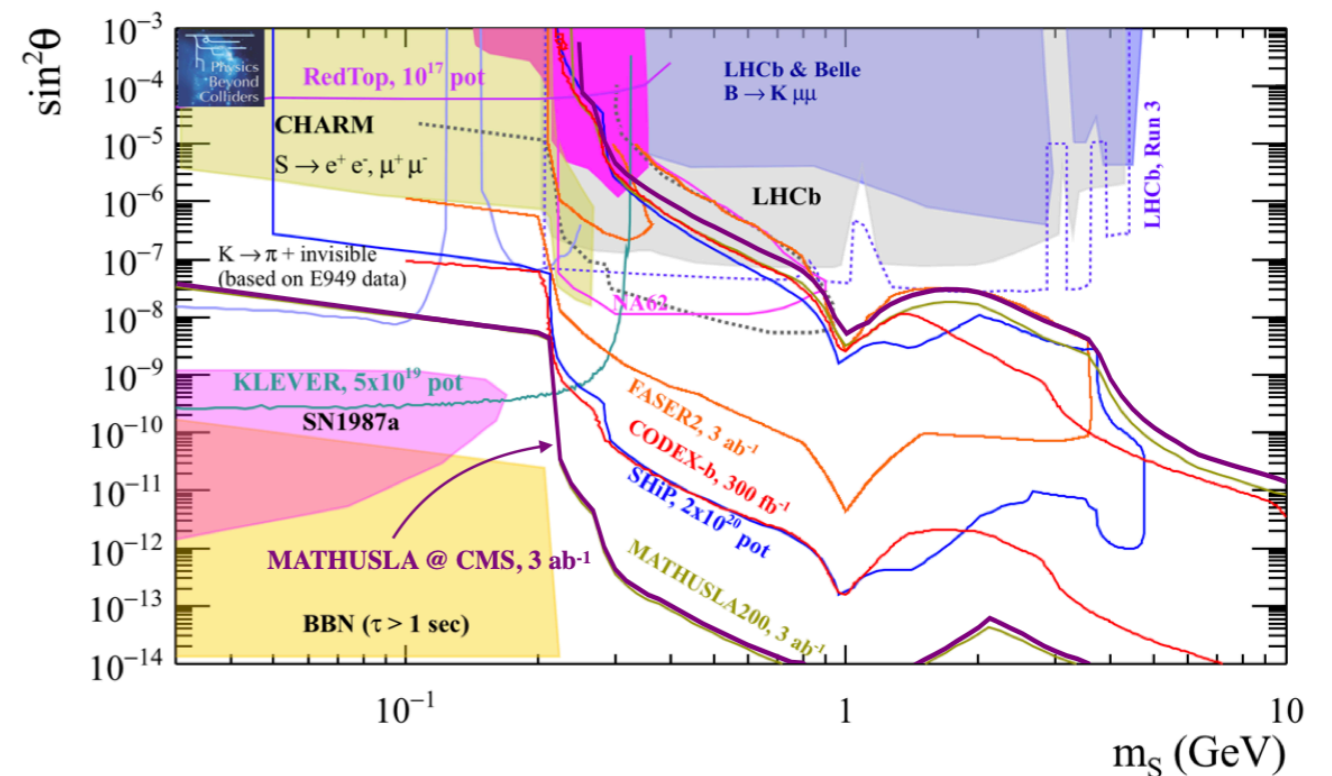 sin²θ
10⁻³
10⁻⁴
10⁻⁵
10⁻⁶
10⁻⁷
10⁻⁸
10⁻⁹
10⁻¹⁰
10⁻¹¹
10⁻¹²
10⁻¹³
10⁻¹⁴
Physics
Beyond
Colliders
RedTop, 10¹⁷ pot
LHCb & Belle
B → K μμ
CHARM
S → e⁺ e⁻, μ⁺ μ⁻
LHCb
LHCb, Run 3
K → π + invisible
(based on E949 data)
NA62
KLEVER, 5x10¹⁹ pot
SN1987a
FASER2, 3 ab⁻¹
CODEX-b, 300 fb⁻¹
SHiP, 2x10²⁰ pot
MATHUSLA @ CMS, 3 ab⁻¹
MATHUSLA200, 3 ab⁻¹
BBN (τ > 1 sec)
10⁻¹
1
10
m_S (GeV)